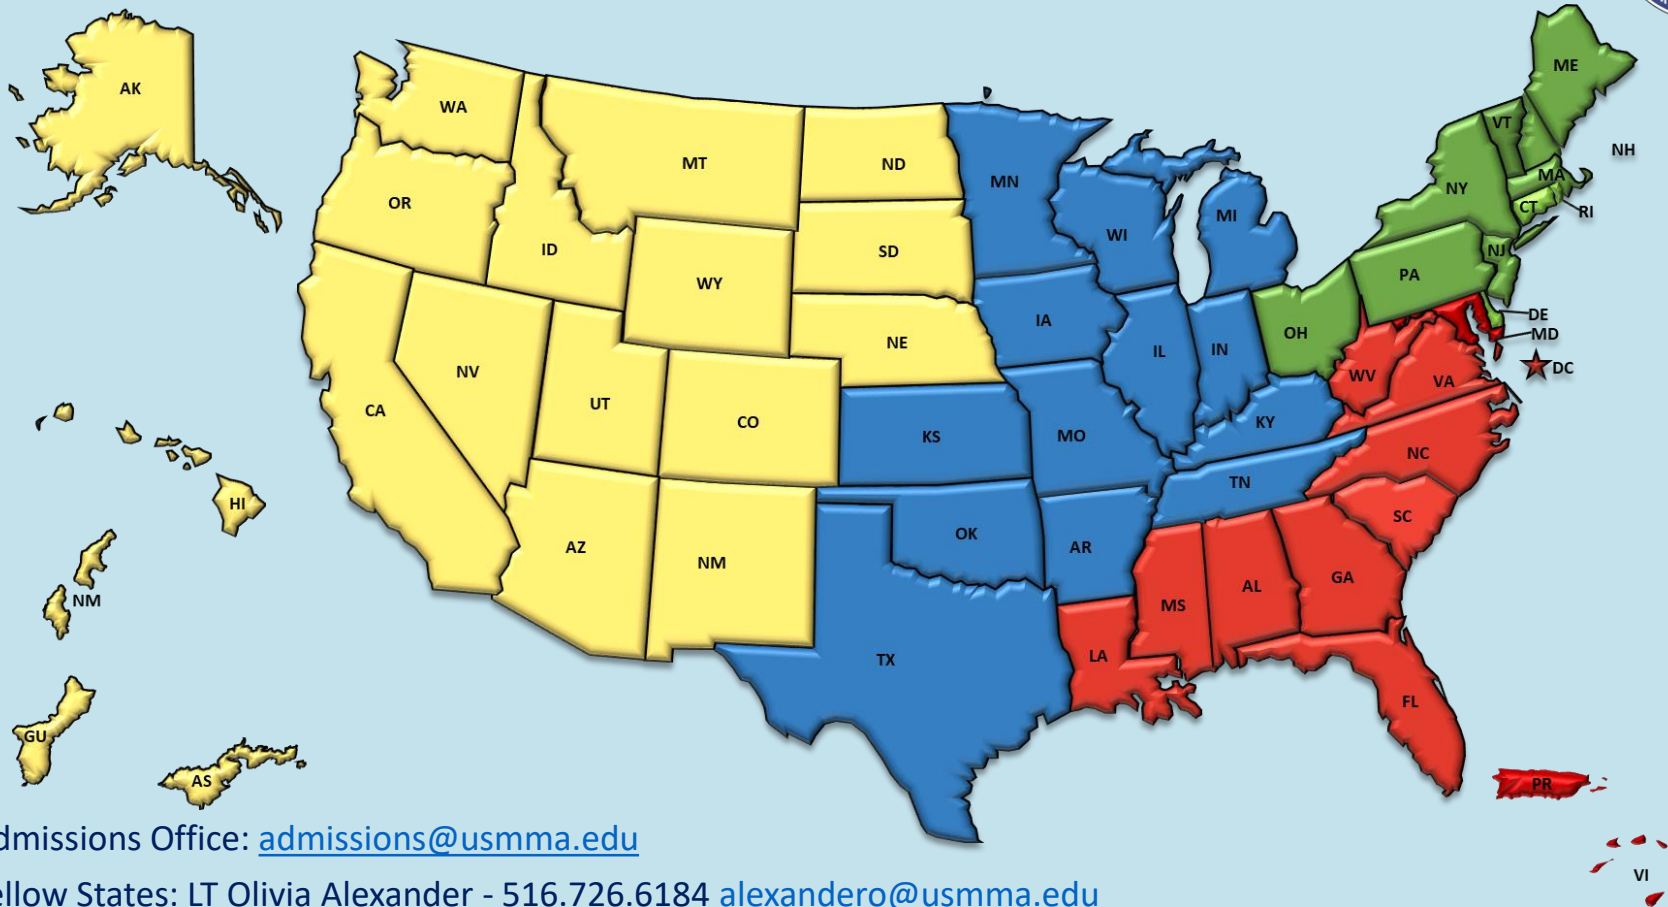 ME
AK
WA
VT
NH
MT
ND
MN
MA
NY
OR
CT
RI
MI
WI
ID
SD
NJ
PA
WY
DE
IA
MD
OH
NE
IL
IN
NV
WV
DC
VA
UT
CA
CO
KY
KS
MO
NC
TN
HI
SC
OK
AZ
AR
NM
GA
AL
NM
MS
LA
TX
FL
GU
AS
PR
dmissions Office: admissions@usmma.edu
VI
ellow States: LT Olivia Alexander - 516.726.6184 alexandero@usmma.edu